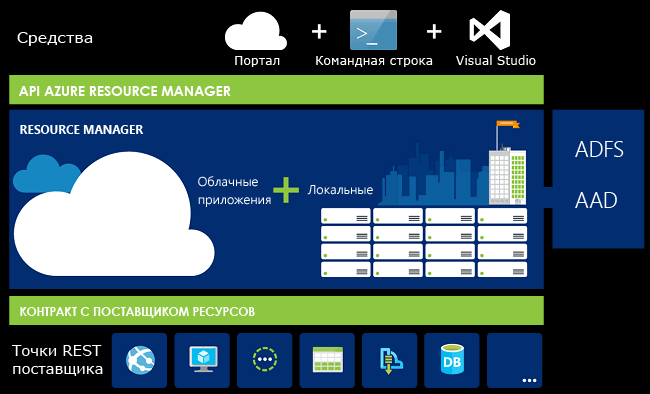 Средства
Портал
Командная строка
Visual Studio
API AZURE RESOURCE MANAGER
RESOURCE MANAGER
Облачные
приложения
Локальные
ADFS
AAD
КОНТРАКТ С ПОСТАВЩИКОМ РЕСУРСОВ
Точки REST
поставщика
DB
...